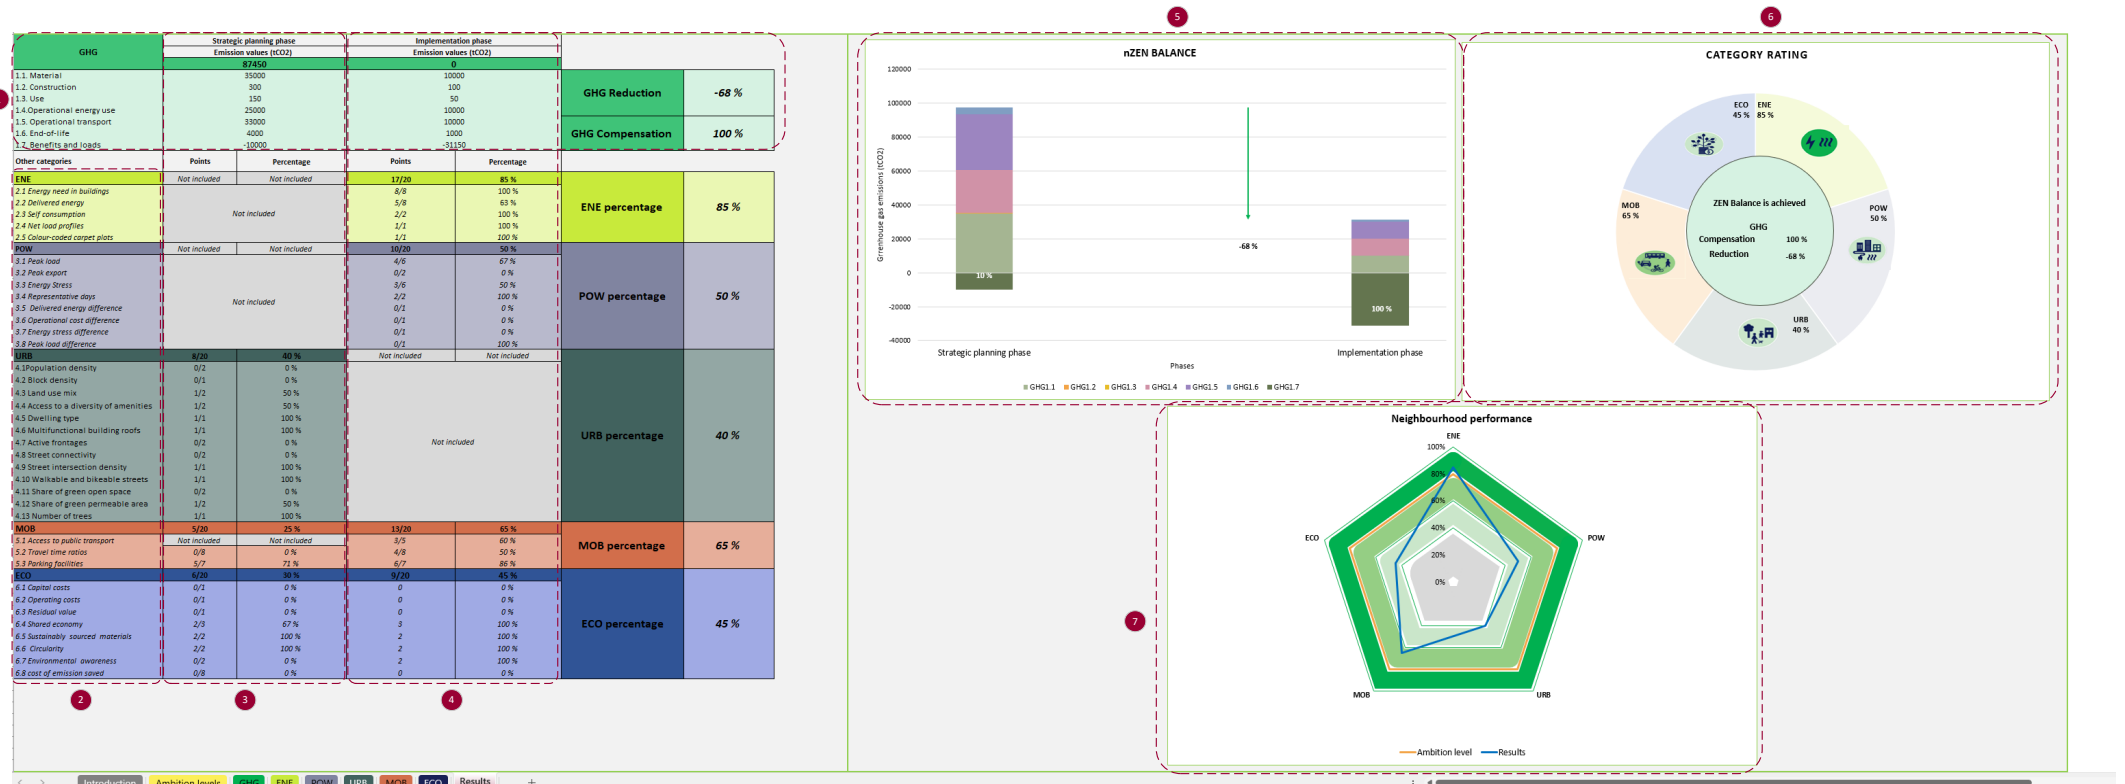 5
6
GHG
Strategic planning phase
Implementation phase
Emission values (tCO2)
Emission values (tCO2)
87450
0
1.1. Material 35000 10000
1.2. Construction 300 100
1.3. Use 150 50
1.4.Operational energy use 25000 10000
1.5. Operational transport 33000 10000
1.6. End-of-life 4000 1000
1.7. Benefits and loads -10000 -31150
GHG Reduction -68 %
GHG Compensation 100 %
Other categories Points Percentage Points Percentage
ENE Not included Not included 17/20 85 %
2.1 Energy need in buildings 8/8 100 %
2.2 Delivered energy 5/8 63 %
2.3 Self consumption 2/2 100 %
2.4 Net load profiles 1/1 100 %
2.5 Colour-coded carpet plots 1/1 100 %
Not included
ENE percentage 85 %
POW Not included Not included 10/20 50 %
3.1 Peak load 4/6 67 %
3.2 Peak export 0/2 0 %
3.3 Energy Stress 3/6 50 %
3.4 Representative days 2/2 100 %
3.5 Delivered energy difference 0/1 0 %
3.6 Operational cost difference 0/1 0 %
3.7 Energy stress difference 0/1 0 %
3.8 Peak load difference 0/1 100 %
Not included
POW percentage 50 %
URB 8/20 40 % Not included Not included
4.1Population density 0/2 0 %
4.2 Block density 0/1 0 %
4.3 Land use mix 1/2 50 %
4.4 Access to a diversity of amenities 1/2 50 %
4.5 Dwelling type 1/1 100 %
4.6 Multifunctional building roofs 1/1 100 %
4.7 Active frontages 0/2 0 %
4.8 Street connectivity 0/2 0 %
4.9 Street intersection density 1/1 100 %
4.10 Walkable and bikeable streets 1/1 100 %
4.11 Share of green open space 0/2 0 %
4.12 Share of green permeable area 1/2 50 %
4.13 Number of trees 1/1 100 %
Not included
URB percentage 40 %
MOB 5/20 25 % 13/20 65 %
5.1 Access to public transport Not included Not included 3/5 60 %
5.2 Travel time ratios 0/8 0 % 4/8 50 %
5.3 Parking facilities 5/7 71 % 6/7 86 %
MOB percentage 65 %
ECO 6/20 30 % 9/20 45 %
6.1 Capital costs 0/1 0 % 0 0 %
6.2 Operating costs 0/1 0 % 0 0 %
6.3 Residual value 0/1 0 % 0 0 %
6.4 Shared economy 2/3 67 % 5 100 %
6.5 Sustainably sourced materials 2/2 100 % 2 100 %
6.6 Circularity 2/2 100 % 2 100 %
6.7 Environmental awareness 0/2 0 % 2 100 %
6.8 cost of emission saved 0/8 0 % 0 0 %
ECO percentage 45 %
2
3
4
nZEN BALANCE
Grrenhouse gas emissions (tCO2)
120000
100000
80000
60000
40000
20000
0
-20000
-40000
10 %
-68 %
100 %
Strategic planning phase
Implementation phase
Phases
GHG1.1 GHG1.2 GHG1.3 GHG1.4 GHG1.5 GHG1.6 GHG1.7
CATEGORY RATING
ECO
45 %
ENE
85 %
MOB
65 %
POW
50 %
URB
40 %
ZEN Balance is achieved
GHG
Compensation 100 %
Reduction -68 %
7
Neighbourhood performance
ENE
100%
80%
60%
40%
20%
0%
ECO
POW
MOB
URB
Ambition level Results
Introduction Ambition levels GHG ENE POW URB MOB ECO Results +